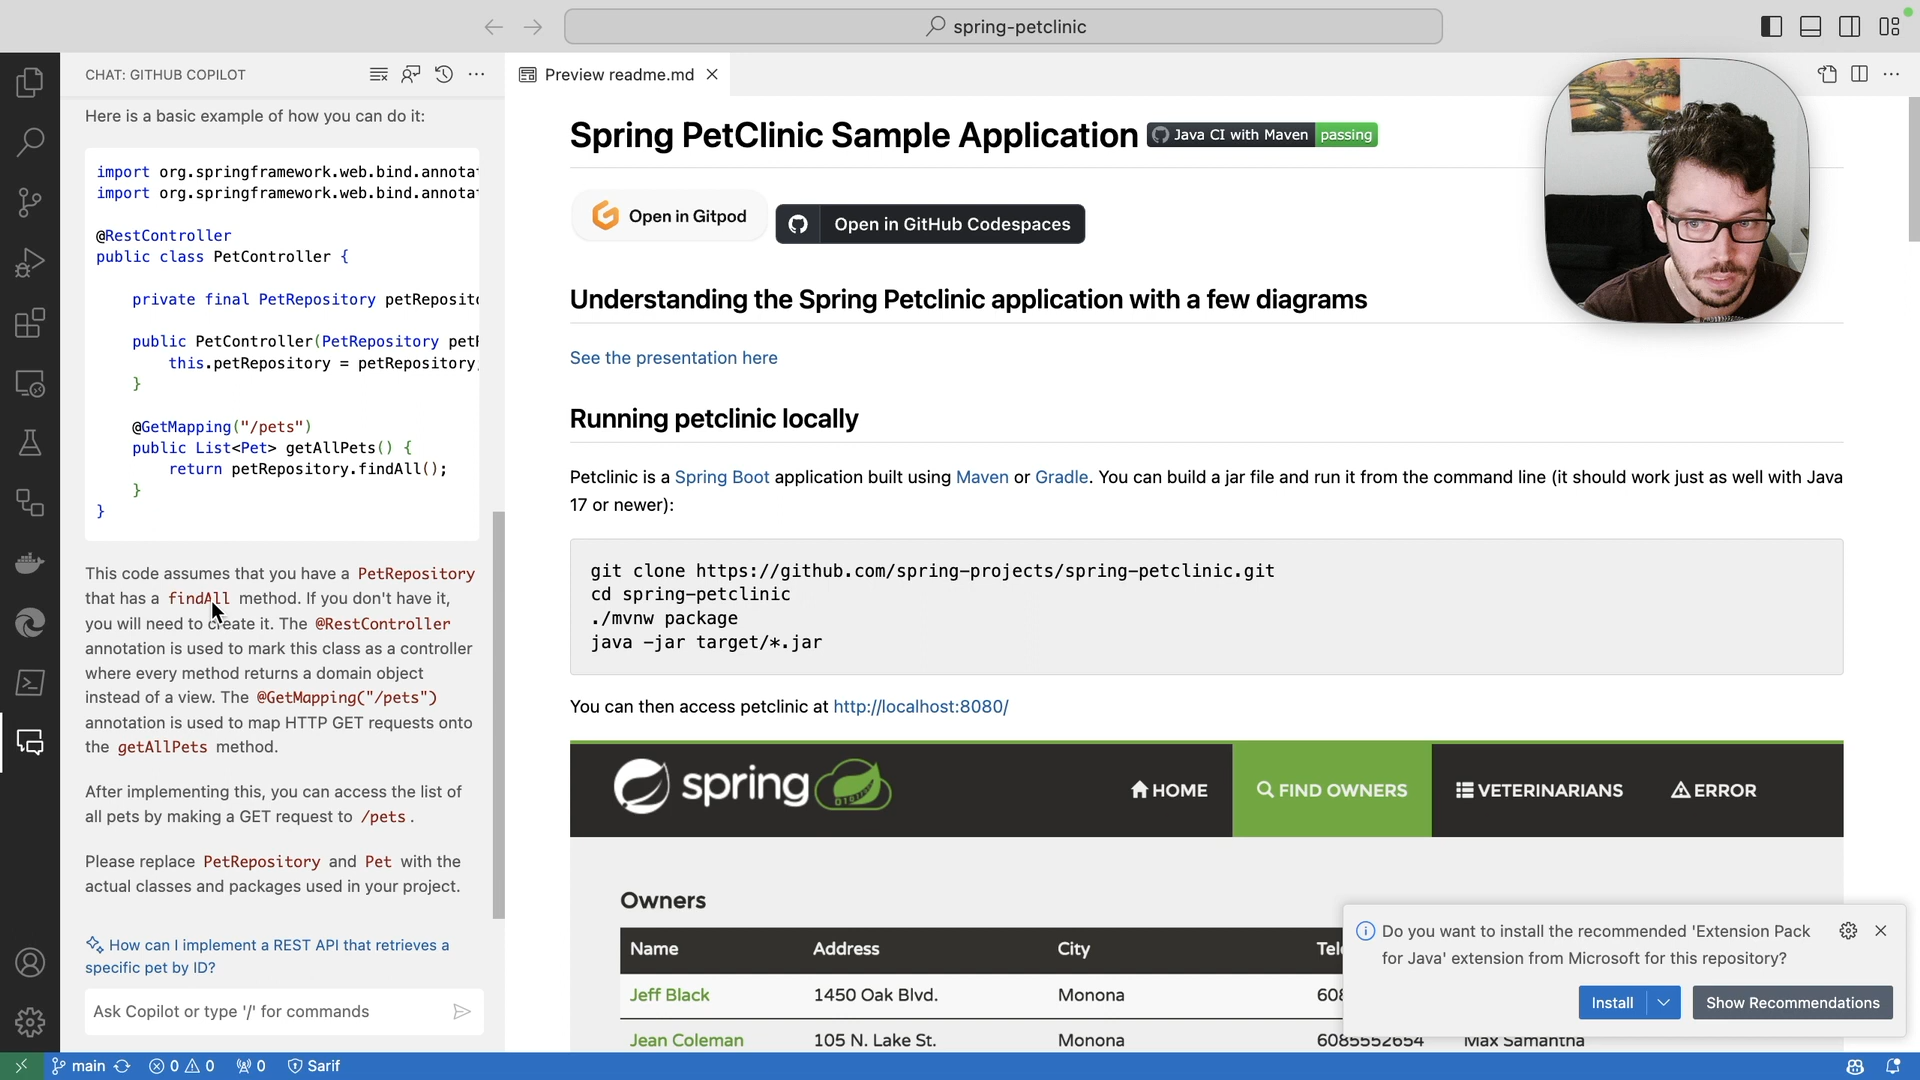 spring-petclinic
CHAT: GITHUB COPILOT
Here is a basic example of how you can do it:
import org.springframework.web.bind.annota
import org.springframework.web.bind.annota
@RestController
public class PetController {
private final PetRepository petReposito
public PetController(PetRepository pet
this.petRepository = petRepository;
}
@GetMapping("/pets")
public List<Pet> getAllPets() {
return petRepository.findAll();
}
}
This code assumes that you have a PetRepository
that has a findAll method. If you don't have it,
you will need to create it. The @RestController
annotation is used to mark this class as a controller
where every method returns a domain object
instead of a view. The @GetMapping("/pets")
annotation is used to map HTTP GET requests onto
the getAllPets method.
After implementing this, you can access the list of
all pets by making a GET request to /pets.
Please replace PetRepository and Pet with the
actual classes and packages used in your project.
How can I implement a REST API that retrieves a
specific pet by ID?
Ask Copilot or type '/' for commands
Preview readme.md
Spring PetClinic Sample Application Java CI with Maven passing
Open in Gitpod Open in GitHub Codespaces
Understanding the Spring Petclinic application with a few diagrams
See the presentation here
Running petclinic locally
Petclinic is a Spring Boot application built using Maven or Gradle. You can build a jar file and run it from the command line (it should work just as well with Java
17 or newer):
git clone https://github.com/spring-projects/spring-petclinic.git
cd spring-petclinic
./mvnw package
java -jar target/*.jar
You can then access petclinic at http://localhost:8080/
spring HOME FIND OWNERS VETERINARIANS ERROR
Owners
Name Address City Tel
Jeff Black 1450 Oak Blvd. Monona 608
Jean Coleman 105 N. Lake St. Monona 6085552654 Max Samantha
Do you want to install the recommended 'Extension Pack
for Java' extension from Microsoft for this repository?
Install Show Recommendations
main 0 0 0 Sarif